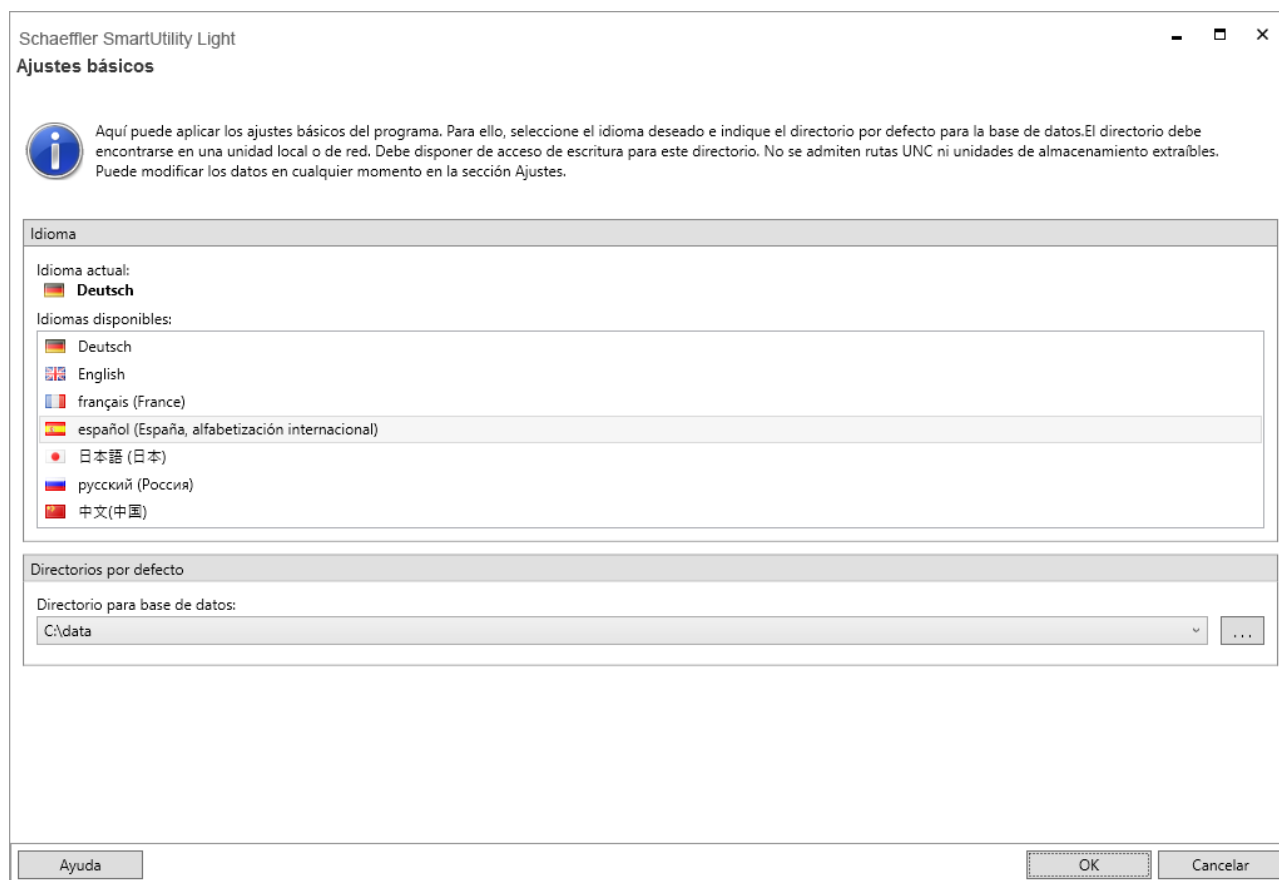 Schaeffler SmartUtility Light
Ajustes básicos
Aquí puede aplicar los ajustes básicos del programa. Para ello, seleccione el idioma deseado e indique el directorio por defecto para la base de datos.El directorio debe
encontrarse en una unidad local o de red. Debe disponer de acceso de escritura para este directorio. No se admiten rutas UNC ni unidades de almacenamiento extraíbles.
Puede modificar los datos en cualquier momento en la sección Ajustes.
Idioma
Idioma actual:
Deutsch
Idiomas disponibles:
Deutsch
English
français (France)
español (España, alfabetización internacional)
日本語 (日本)
русский (Россия)
中文(中国)
Directorios por defecto
Directorio para base de datos:
C:\data
...
Ayuda OK Cancelar